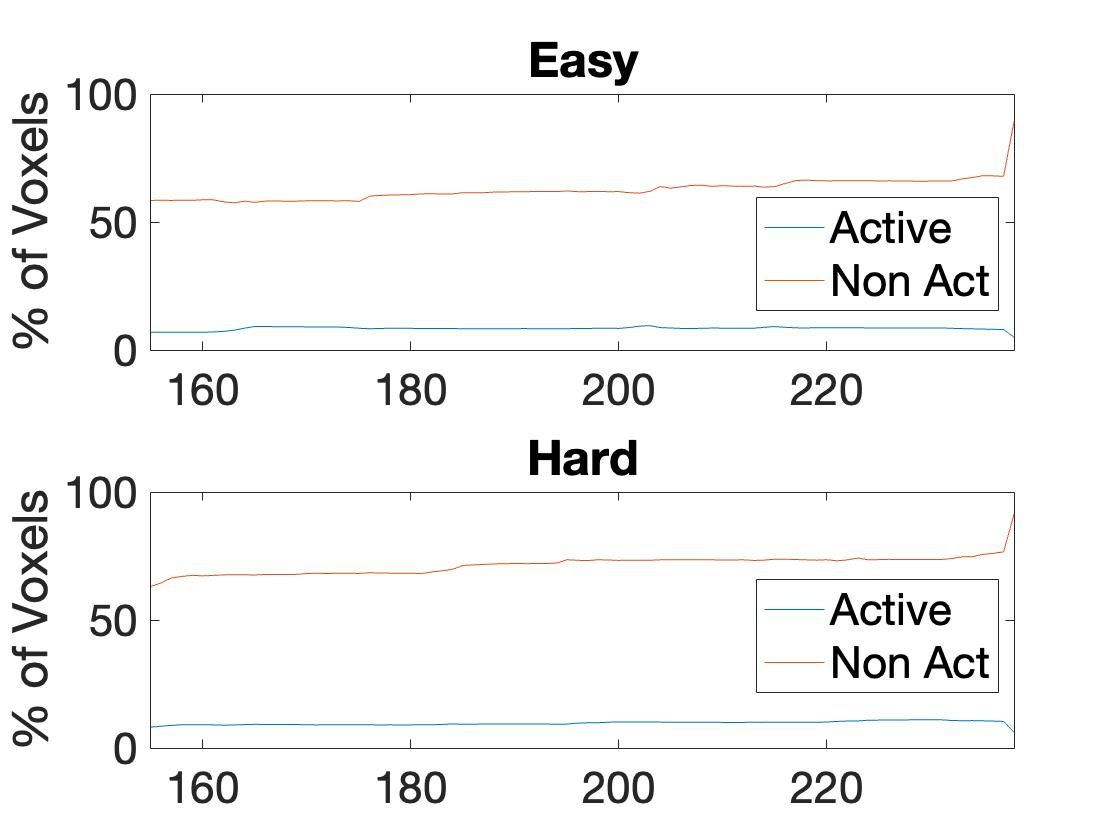 Easy
% of Voxels
100
50
0
Active
Non Act
160 180 200 220
Hard
% of Voxels
100
50
0
Active
Non Act
160 180 200 220